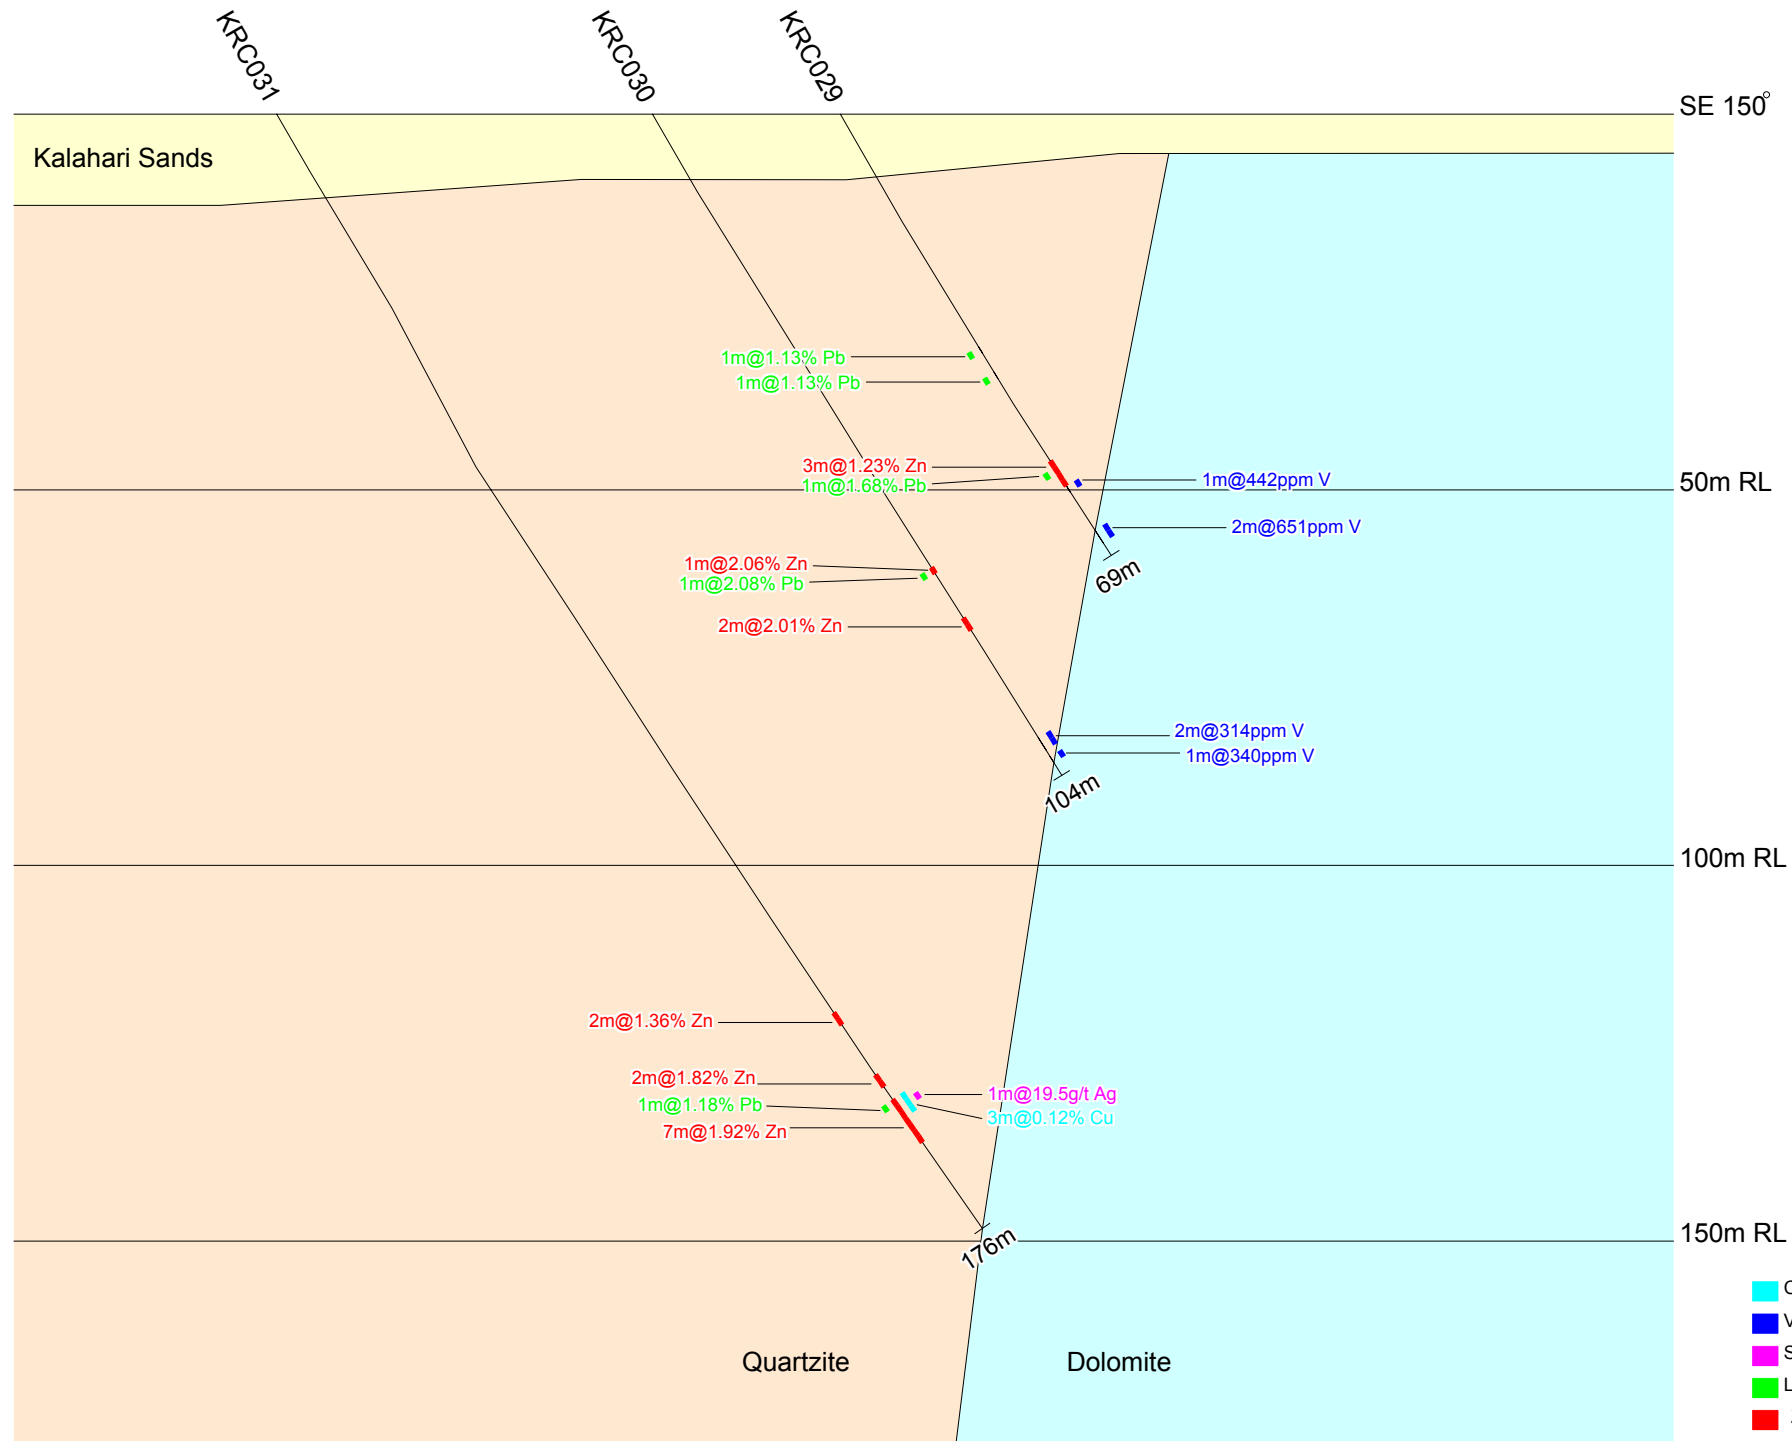 KRC031
KRC030
KRC029
SE 150°
Kalahari Sands
1m@1.13% Pb
1m@1.13% Pb
3m@1.23% Zn
1m@1.68% Pb
1m@442ppm V
50m RL
2m@651ppm V
1m@2.06% Zn
1m@2.08% Pb
69m
2m@2.01% Zn
2m@314ppm V
1m@340ppm V
104m
100m RL
2m@1.36% Zn
2m@1.82% Zn
1m@19.5g/t Ag
1m@1.18% Pb
3m@0.12% Cu
7m@1.92% Zn
150m RL
176m
Quartzite
Dolomite
V
S
L